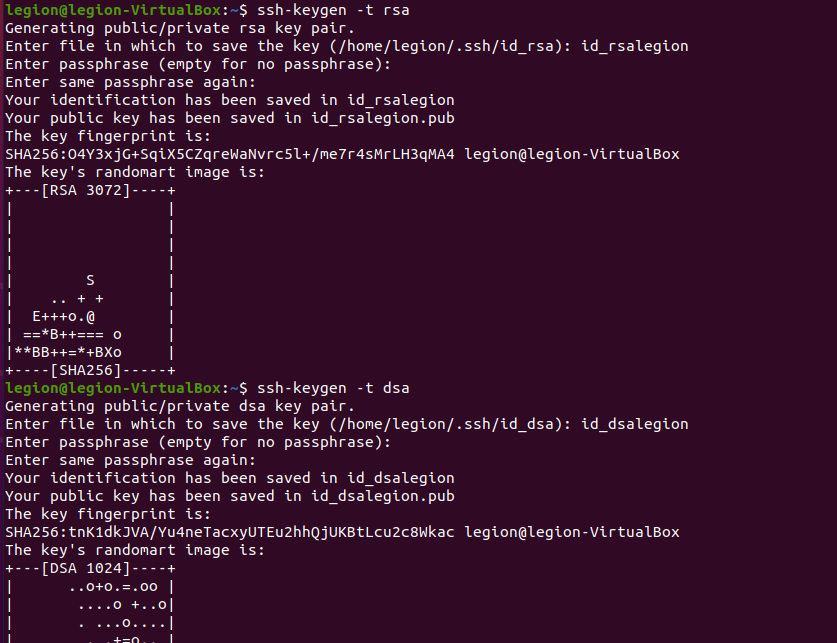 legion@legion-VirtualBox:~$ ssh-keygen -t rsa
Generating public/private rsa key pair.
Enter file in which to save the key (/home/legion/.ssh/id_rsa): id_rsalegion
Enter passphrase (empty for no passphrase):
Enter same passphrase again:
Your identification has been saved in id_rsalegion
Your public key has been saved in id_rsalegion.pub
The key fingerprint is:
SHA256:O4Y3xjG+SqiX5CZqreWaNvrc5l+/me7r4sMrLH3qMA4 legion@legion-VirtualBox
The key's randomart image is:
+---[RSA 3072]----+
|                 |
|                 |
|                 |
|                 |
|        S        |
|    .. + +       |
|  E+++o.@        |
| ==*B++=== o     |
|**BB++=*+BXo     |
+----[SHA256]-----+
legion@legion-VirtualBox:~$ ssh-keygen -t dsa
Generating public/private dsa key pair.
Enter file in which to save the key (/home/legion/.ssh/id_dsa): id_dsalegion
Enter passphrase (empty for no passphrase):
Enter same passphrase again:
Your identification has been saved in id_dsalegion
Your public key has been saved in id_dsalegion.pub
The key fingerprint is:
SHA256:tnK1dkJVA/Yu4neTacxyUTEu2hhQjUKBtLcu2c8Wkac legion@legion-VirtualBox
The key's randomart image is:
+---[DSA 1024]----+
|      ..o+o.=.oo |
|       ....o +..o|
|       . ...o....|